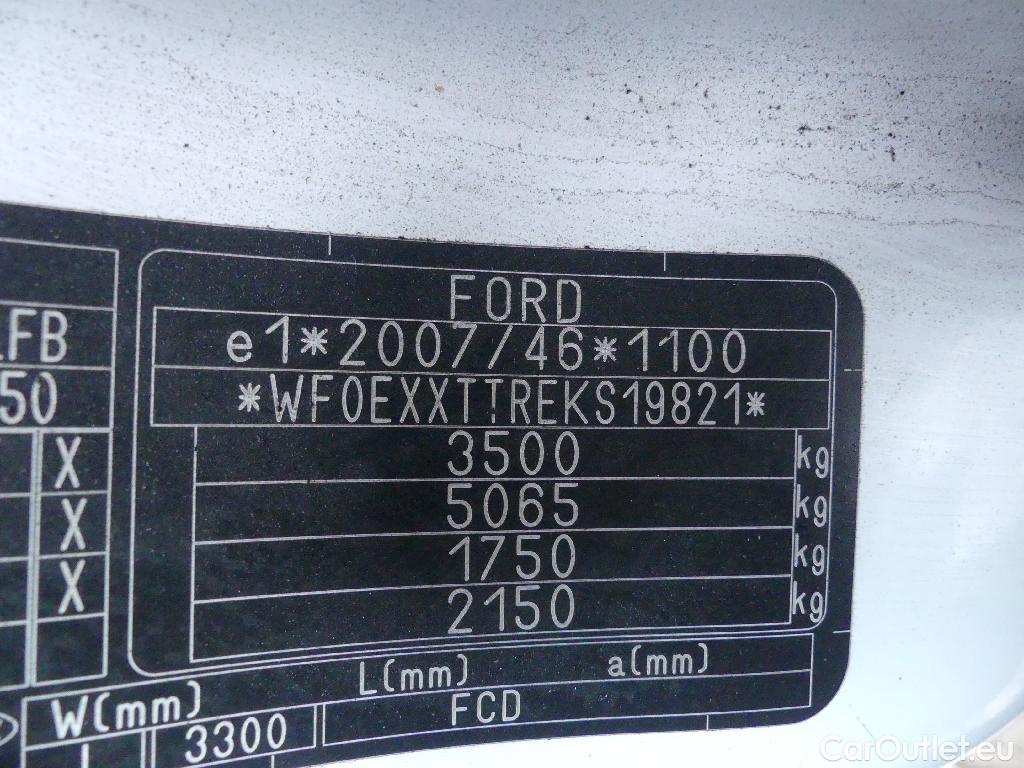 FORD
e1*2007/46*1100
*WF0EXXTTREKS19821*
3500 kg
5065 kg
1750 kg
2150 kg
FB
50
X
X
X
W(mm) L(mm) a(mm)
3300 FCD
CarOutlet.eu